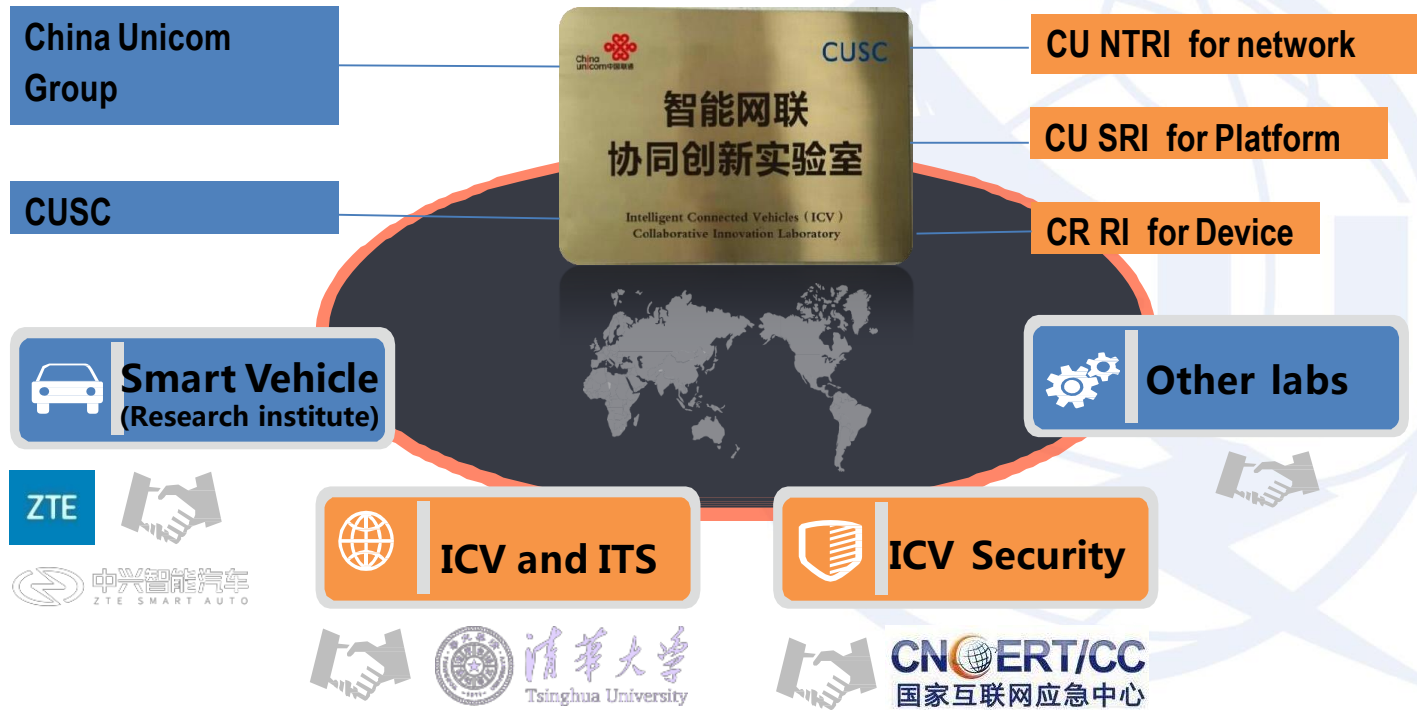 China Unicom
Group
CUSC
China
unicom中国联通
CUSC
智能网联
协同创新实验室
Intelligent Connected Vehicles (ICV)
Collaborative Innovation Laboratory
CU NTRI for network
CU SRI for Platform
CR RI for Device
Smart Vehicle
(Research institute)
Other labs
ZTE
中兴智能汽车
ZTE SMART AUTO
ICV and ITS
ICV Security
清华大学
Tsinghua University
CNCERT/CC
国家互联网应急中心